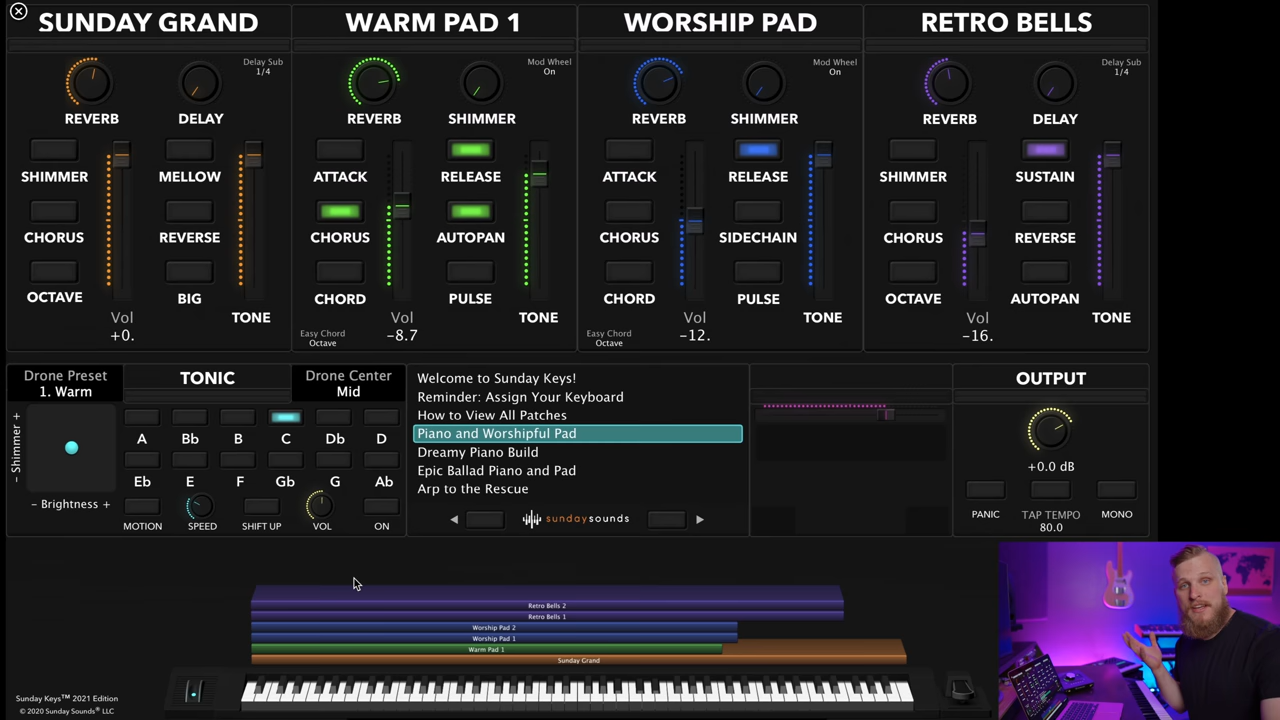 SUNDAY GRAND
Delay Sub
1/4
REVERB
DELAY
SHIMMER
MELLOW
CHORUS
REVERSE
OCTAVE
BIG
Vol
+0.
TONE
WARM PAD 1
Mod Wheel
On
REVERB
SHIMMER
ATTACK
RELEASE
CHORUS
AUTOPAN
CHORD
PULSE
Easy Chord
Octave
Vol
-8.7
TONE
WORSHIP PAD
Mod Wheel
On
REVERB
SHIMMER
ATTACK
RELEASE
CHORUS
SIDECHAIN
CHORD
PULSE
Easy Chord
Octave
Vol
-12.
TONE
RETRO BELLS
Delay Sub
1/4
REVERB
DELAY
SHIMMER
SUSTAIN
CHORUS
REVERSE
OCTAVE
AUTOPAN
Vol
-16.
TONE
Drone Preset
1. Warm
TONIC
Drone Center
Mid
- Shimmer +
- Brightness +
A Bb B C Db D
Eb E F Gb G Ab
MOTION SPEED SHIFT UP VOL ON
Welcome to Sunday Keys!
Reminder: Assign Your Keyboard
How to View All Patches
Piano and Worshipful Pad
Dreamy Piano Build
Epic Ballad Piano and Pad
Arp to the Rescue
sundaysounds
OUTPUT
+0.0 dB
PANIC
TAP TEMPO
80.0
MONO
Retro Bells 2
Retro Bells 1
Worship Pad 2
Worship Pad 1
Warm Pad 1
Sunday Grand
Sunday Keys™ 2021 Edition
© 2020 Sunday Sounds® LLC